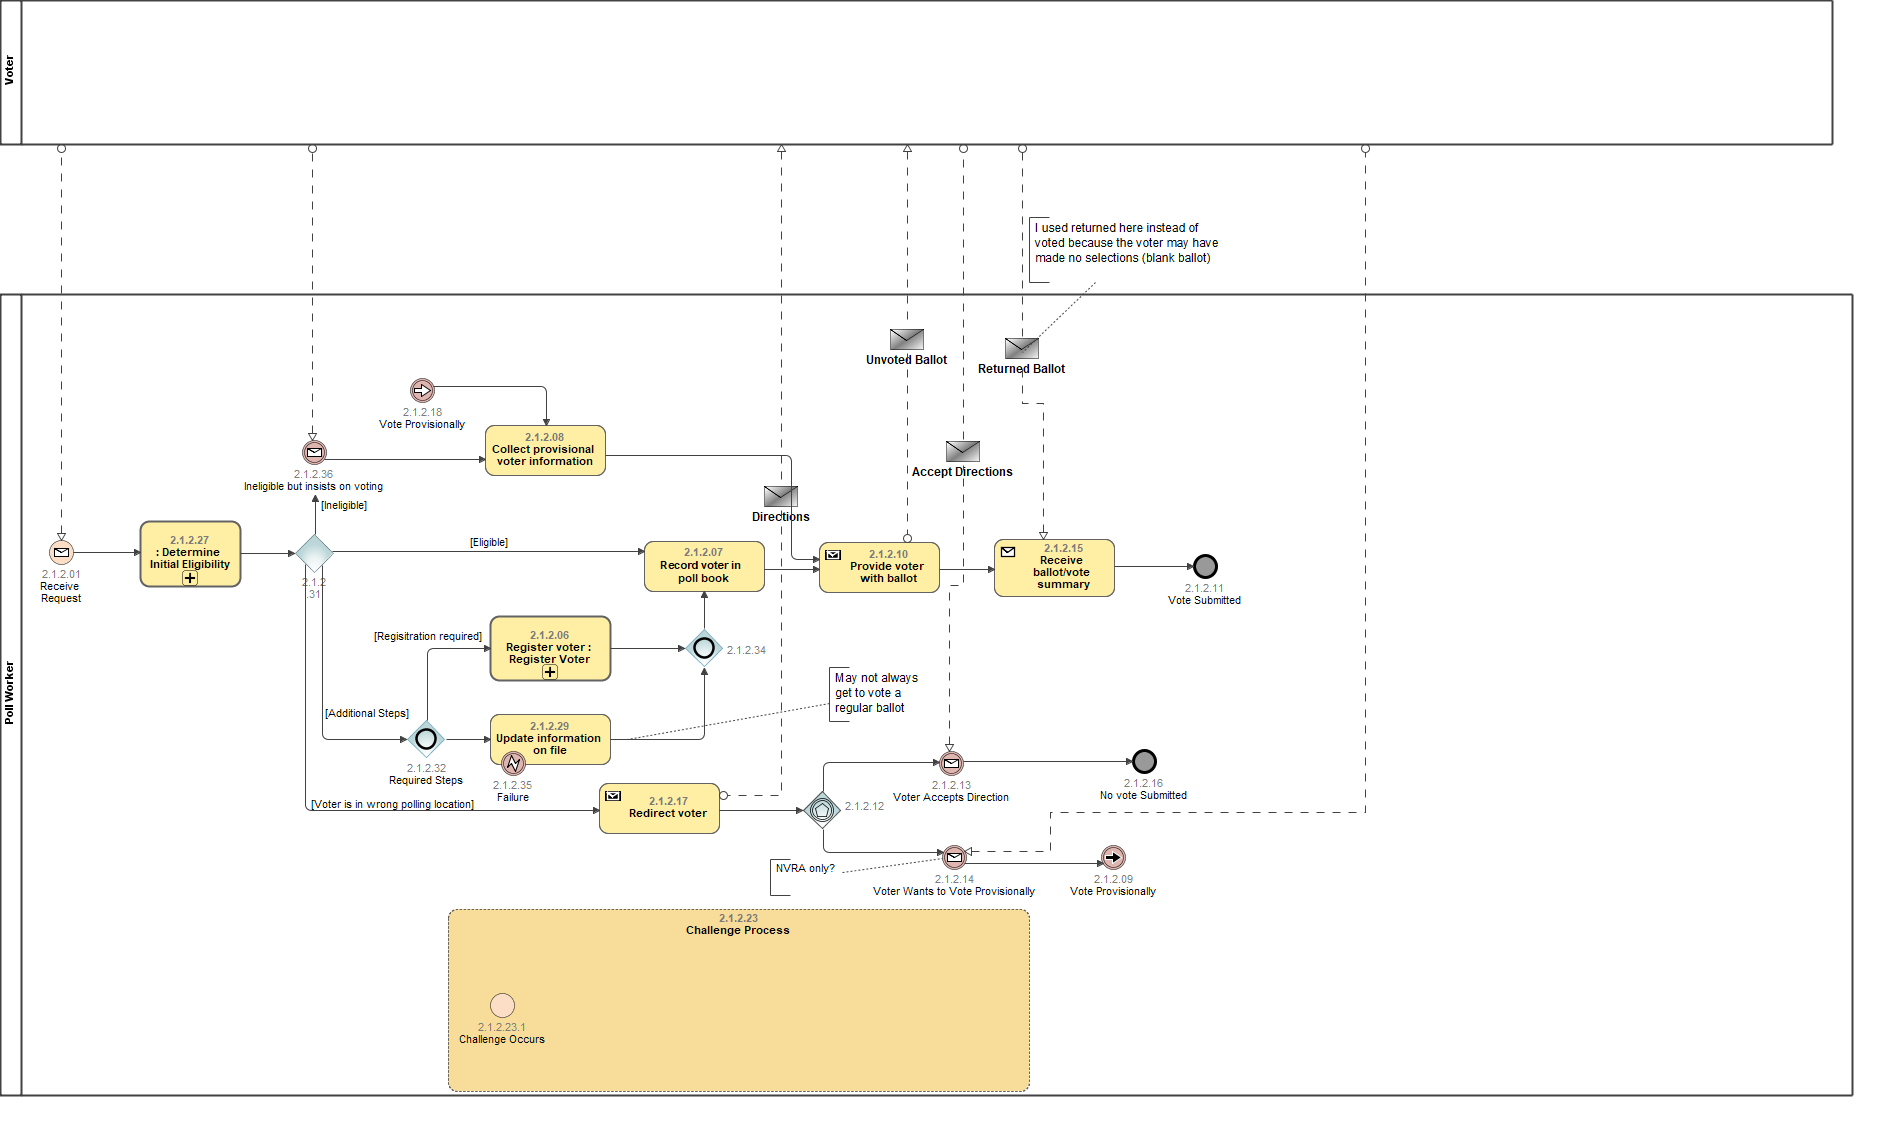 Voter
I used returned here instead of
voted because the voter may have
made no selections (blank ballot)
Poll Worker
Unvoted Ballot
Returned Ballot
2.1.2.18
Vote Provisionally
2.1.2.08
Collect provisional
voter information
Accept Directions
2.1.2.36
Ineligible but insists on voting
[Ineligible]
Directions
2.1.2.27
: Determine
Initial Eligibility
2.1.2.01
Receive
Request
2.1.2
.31
[Eligible]
2.1.2.07
Record voter in
poll book
2.1.2.10
Provide voter
with ballot
2.1.2.15
Receive
ballot/vote
summary
2.1.2.11
Vote Submitted
[Regisitration required]
2.1.2.06
Register voter :
Register Voter
2.1.2.34
May not always
get to vote a
regular ballot
[Additional Steps]
2.1.2.32
Required Steps
2.1.2.29
Update information
on file
2.1.2.35
Failure
[Voter is in wrong polling location]
2.1.2.17
Redirect voter
2.1.2.12
2.1.2.13
Voter Accepts Direction
2.1.2.16
No vote Submitted
NVRA only?
2.1.2.14
Voter Wants to Vote Provisionally
2.1.2.09
Vote Provisionally
2.1.2.23
Challenge Process
2.1.2.23.1
Challenge Occurs